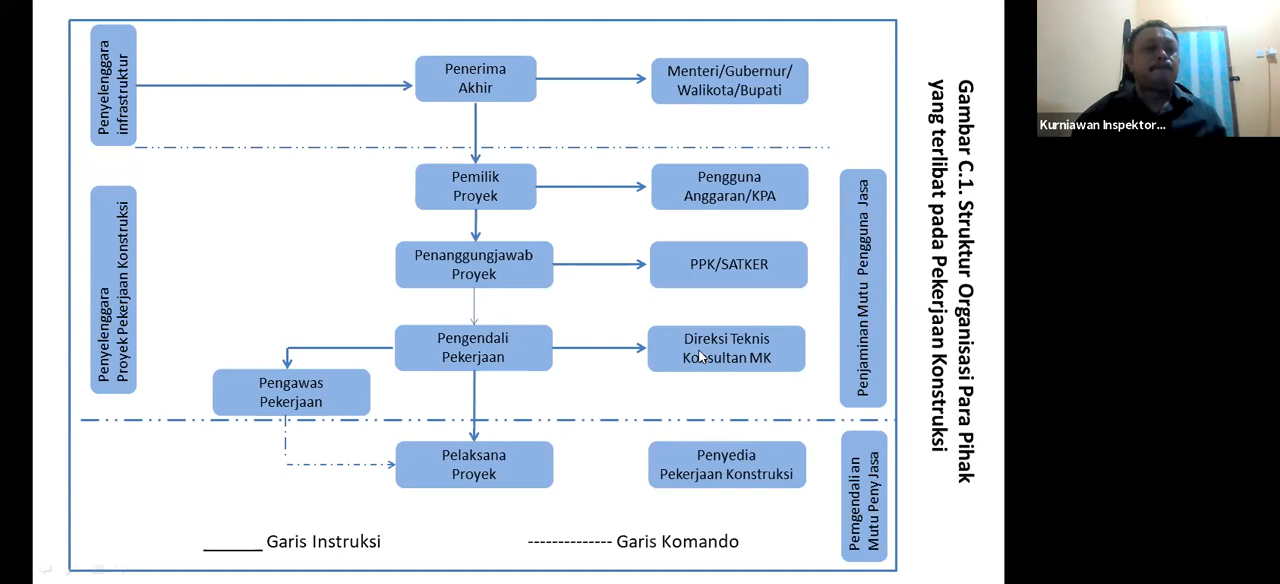 Penyelenggara
infrastruktur
Penerima
Akhir
Menteri/Gubernur/
Walikota/Bupati
Pemilik
Proyek
Pengguna
Anggaran/KPA
Penyelenggara
Proyek Pekerjaan Konstruksi
Penanggungjawab
Proyek
PPK/SATKER
Pengendali
Pekerjaan
Direksi Teknis
Konsultan MK
Penjaminan Mutu Pengguna Jasa
Pengawas
Pekerjaan
Pelaksana
Proyek
Penyedia
Pekerjaan Konstruksi
Pemgendalian
Mutu Peny Jasa
______ Garis Instruksi
-------------- Garis Komando
Gambar C.1. Struktur Organisasi Para Pihak
yang terlibat pada Pekerjaan Konstruksi
Kurniawan Inspektor...